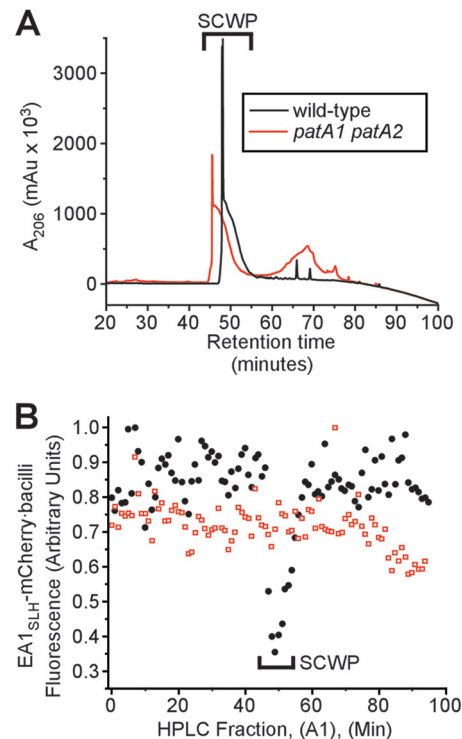 A
SCWP
wild-type
patA1 patA2
A206 (mAu x 10³)
3000
2000
1000
0
20 30 40 50 60 70 80 90 100
Retention time
(minutes)
B
EA1SLH-mCherry·bacilli
Fluorescence (Arbitrary Units)
1.0
0.9
0.8
0.7
0.6
0.5
0.4
0.3
SCWP
0 20 40 60 80 100
HPLC Fraction, (A1), (Min)